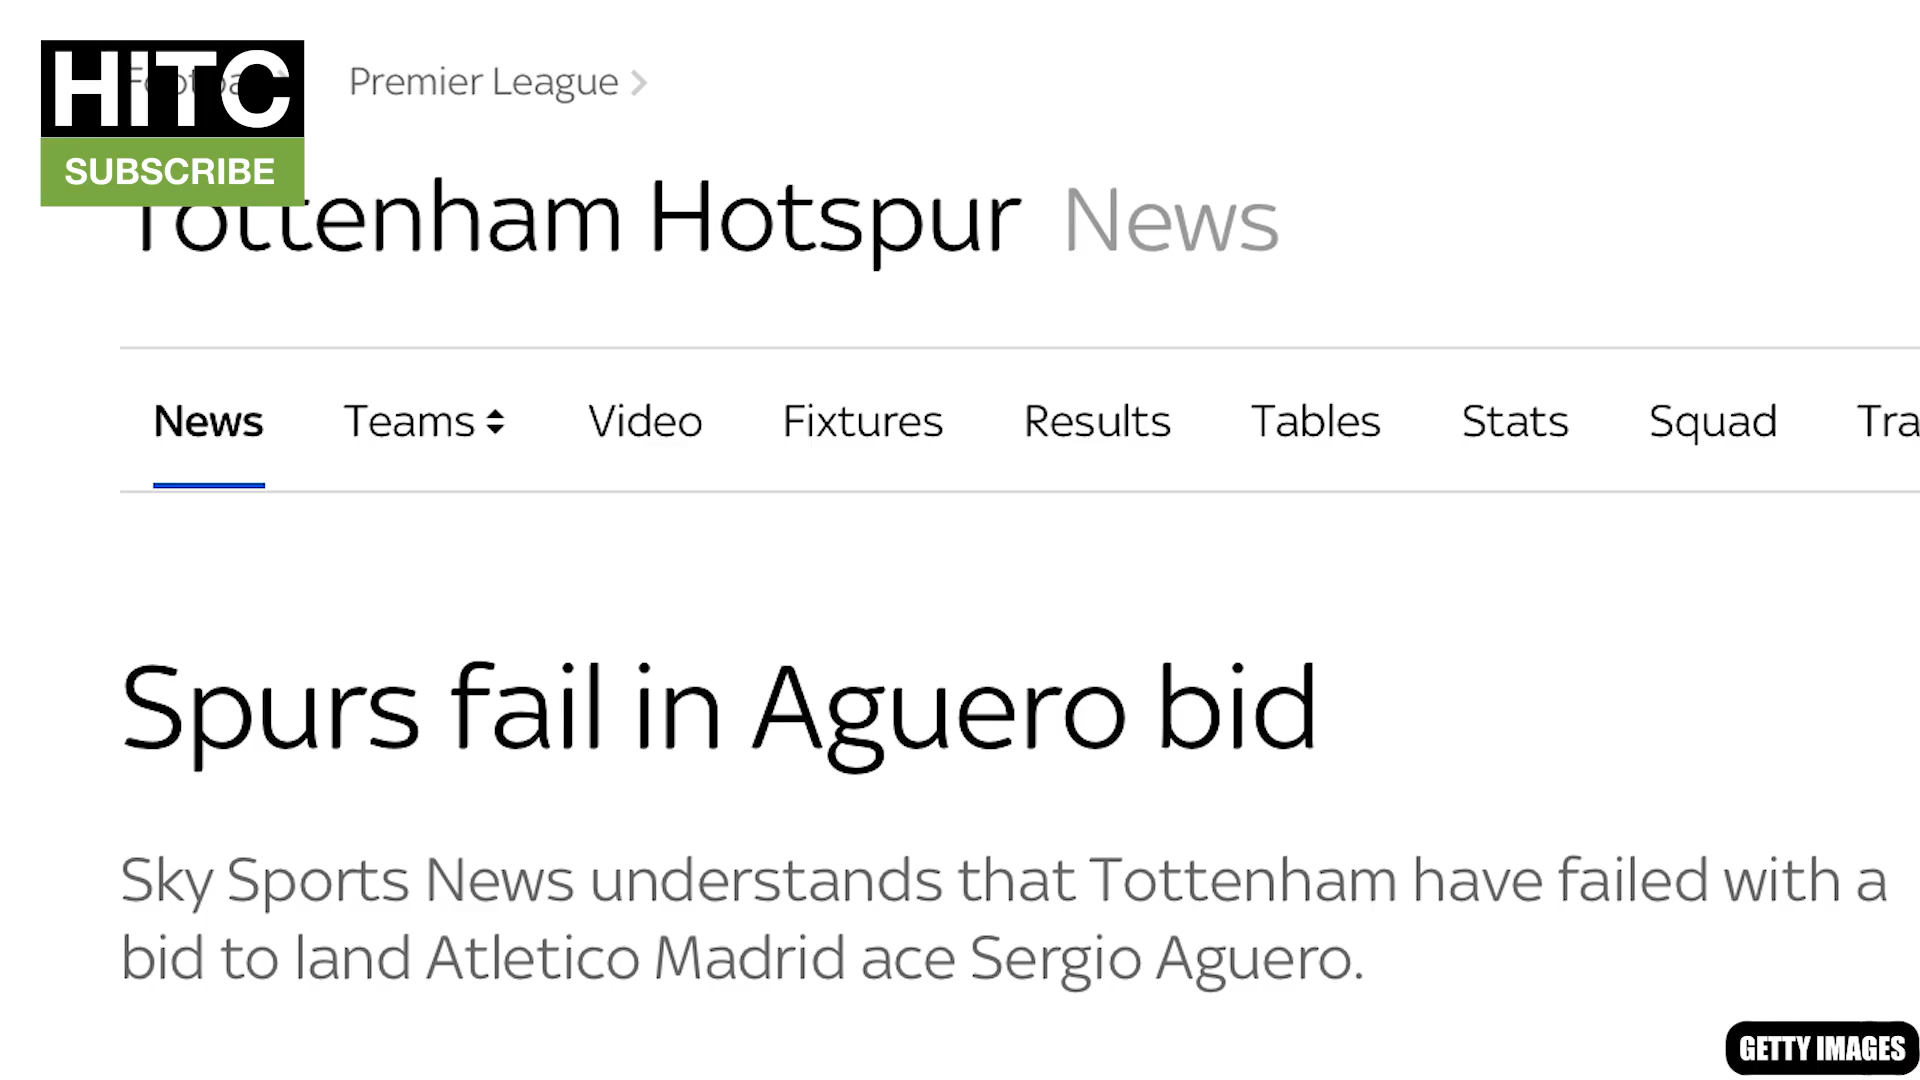 HITC
SUBSCRIBE
Premier League
Tottenham Hotspur News
News Teams Video Fixtures Results Tables Stats Squad
Spurs fail in Aguero bid
Sky Sports News understands that Tottenham have failed with a
bid to land Atletico Madrid ace Sergio Aguero.
GETTY IMAGES